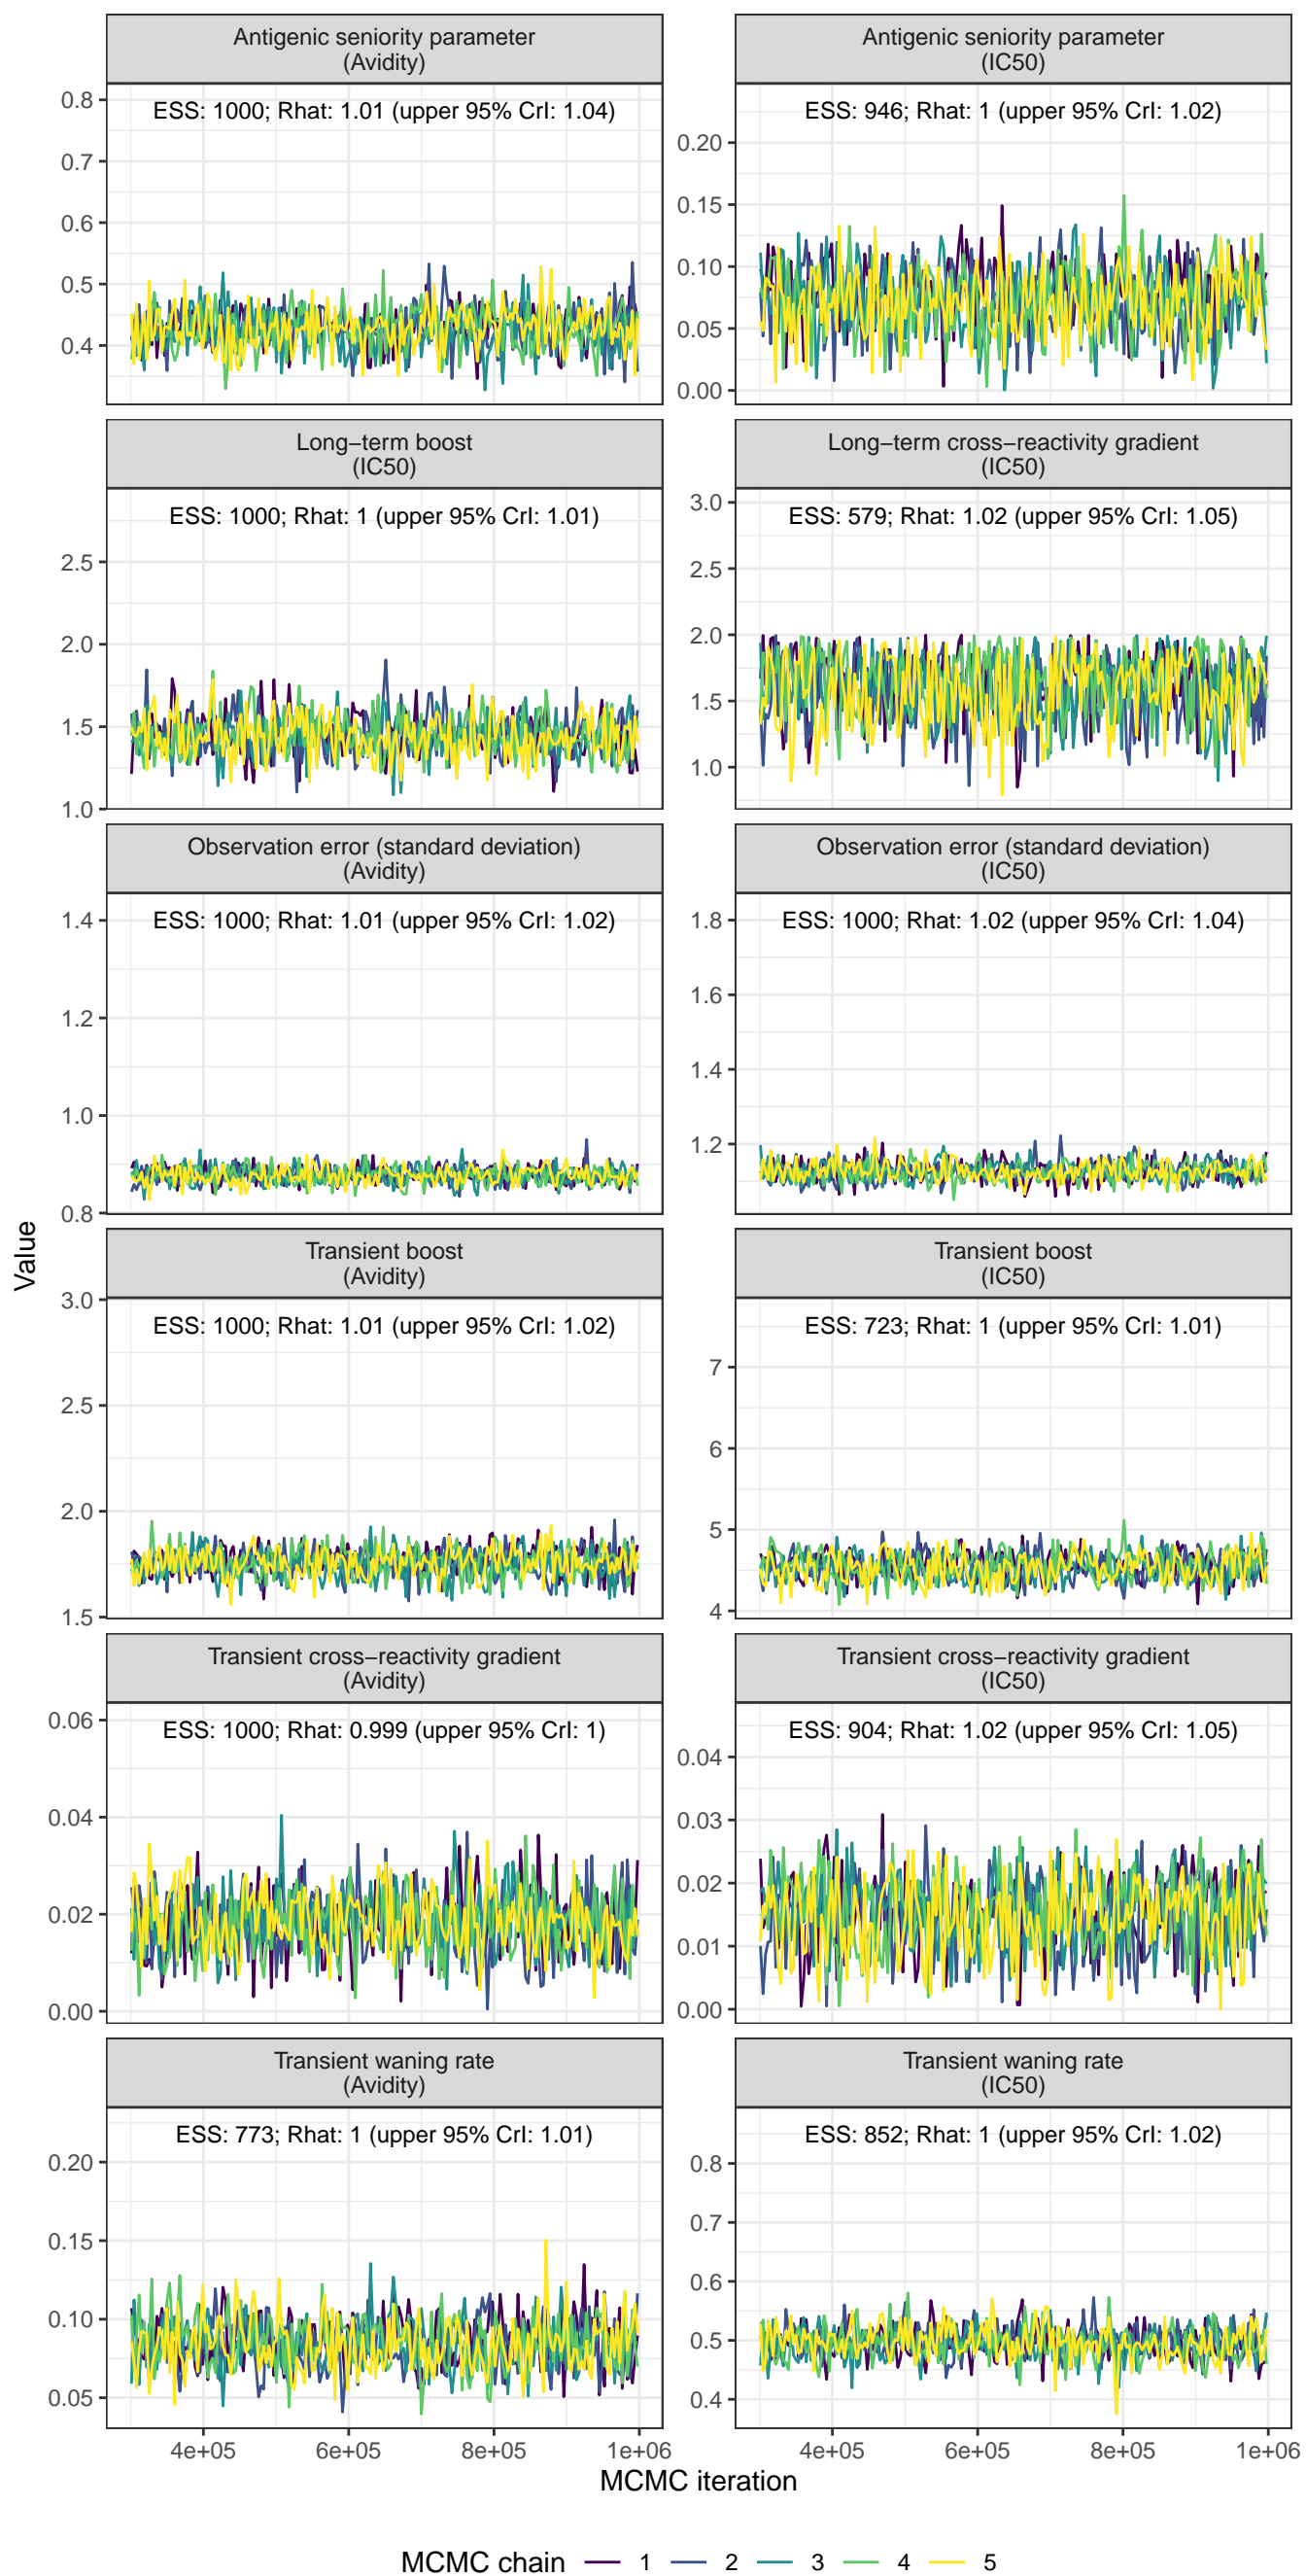 Antigenic seniority parameter
(Avidity)
ESS: 1000; Rhat: 1.01 (upper 95% CrI: 1.04)
0.8
0.7
0.6
0.5
0.4
Antigenic seniority parameter
(IC50)
ESS: 946; Rhat: 1 (upper 95% CrI: 1.02)
0.20
0.15
0.10
0.05
0.00
Long−term boost
(IC50)
ESS: 1000; Rhat: 1 (upper 95% CrI: 1.01)
2.5
2.0
1.5
1.0
Long−term cross−reactivity gradient
(IC50)
ESS: 579; Rhat: 1.02 (upper 95% CrI: 1.05)
3.0
2.5
2.0
1.5
1.0
Observation error (standard deviation)
(Avidity)
ESS: 1000; Rhat: 1.01 (upper 95% CrI: 1.02)
1.4
1.2
1.0
0.8
Observation error (standard deviation)
(IC50)
ESS: 1000; Rhat: 1.02 (upper 95% CrI: 1.04)
1.8
1.6
1.4
1.2
Value
Transient boost
(Avidity)
ESS: 1000; Rhat: 1.01 (upper 95% CrI: 1.02)
3.0
2.5
2.0
1.5
Transient boost
(IC50)
ESS: 723; Rhat: 1 (upper 95% CrI: 1.01)
7
6
5
4
Transient cross−reactivity gradient
(Avidity)
ESS: 1000; Rhat: 0.999 (upper 95% CrI: 1)
0.06
0.04
0.02
0.00
Transient cross−reactivity gradient
(IC50)
ESS: 904; Rhat: 1.02 (upper 95% CrI: 1.05)
0.04
0.03
0.02
0.01
0.00
Transient waning rate
(Avidity)
ESS: 773; Rhat: 1 (upper 95% CrI: 1.01)
0.20
0.15
0.10
0.05
Transient waning rate
(IC50)
ESS: 852; Rhat: 1 (upper 95% CrI: 1.02)
0.8
0.7
0.6
0.5
0.4
4e+05 6e+05 8e+05 1e+06
4e+05 6e+05 8e+05 1e+06
MCMC iteration
MCMC chain 1 2 3 4 5